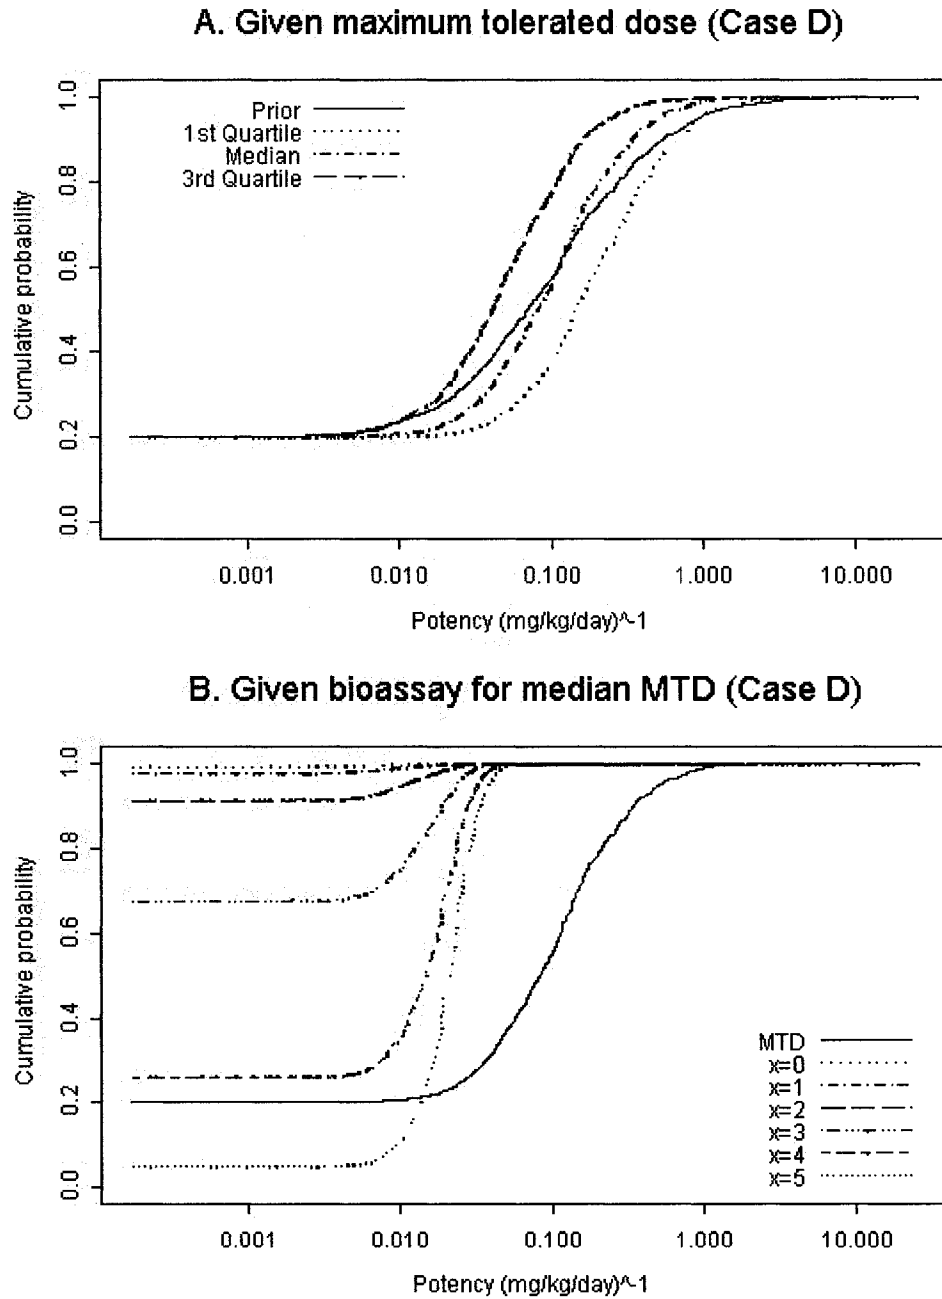 A. Given maximum tolerated dose (Case D)
Prior
1st Quartile
Median
3rd Quartile
Cumulative probability
1.0
0.8
0.6
0.4
0.2
0.0
0.001 0.010 0.100 1.000 10.000
Potency (mg/kg/day)^-1
B. Given bioassay for median MTD (Case D)
Cumulative probability
1.0
0.8
0.6
0.4
0.2
0.0
MTD
x=0
x=1
x=2
x=3
x=4
x=5
0.001 0.010 0.100 1.000 10.000
Potency (mg/kg/day)^-1